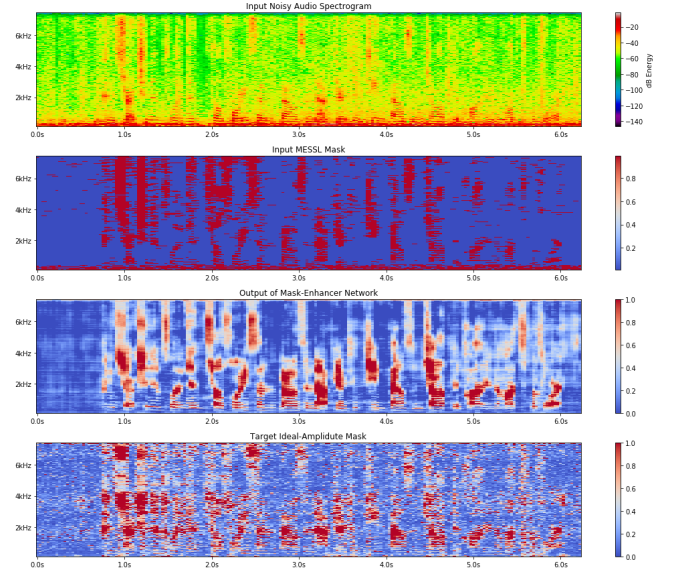 Input Noisy Audio Spectrogram
6kHz
4kHz
2kHz
0.0s 1.0s 2.0s 3.0s 4.0s 5.0s 6.0s
−20
−40
−60
−80
−100
−120
−140
dB Energy
Input MESSL Mask
6kHz
4kHz
2kHz
0.0s 1.0s 2.0s 3.0s 4.0s 5.0s 6.0s
0.8
0.6
0.4
0.2
Output of Mask-Enhancer Network
6kHz
4kHz
2kHz
0.0s 1.0s 2.0s 3.0s 4.0s 5.0s 6.0s
1.0
0.8
0.6
0.4
0.2
0.0
Target Ideal-Amplidute Mask
6kHz
4kHz
2kHz
0.0s 1.0s 2.0s 3.0s 4.0s 5.0s 6.0s
1.0
0.8
0.6
0.4
0.2
0.0